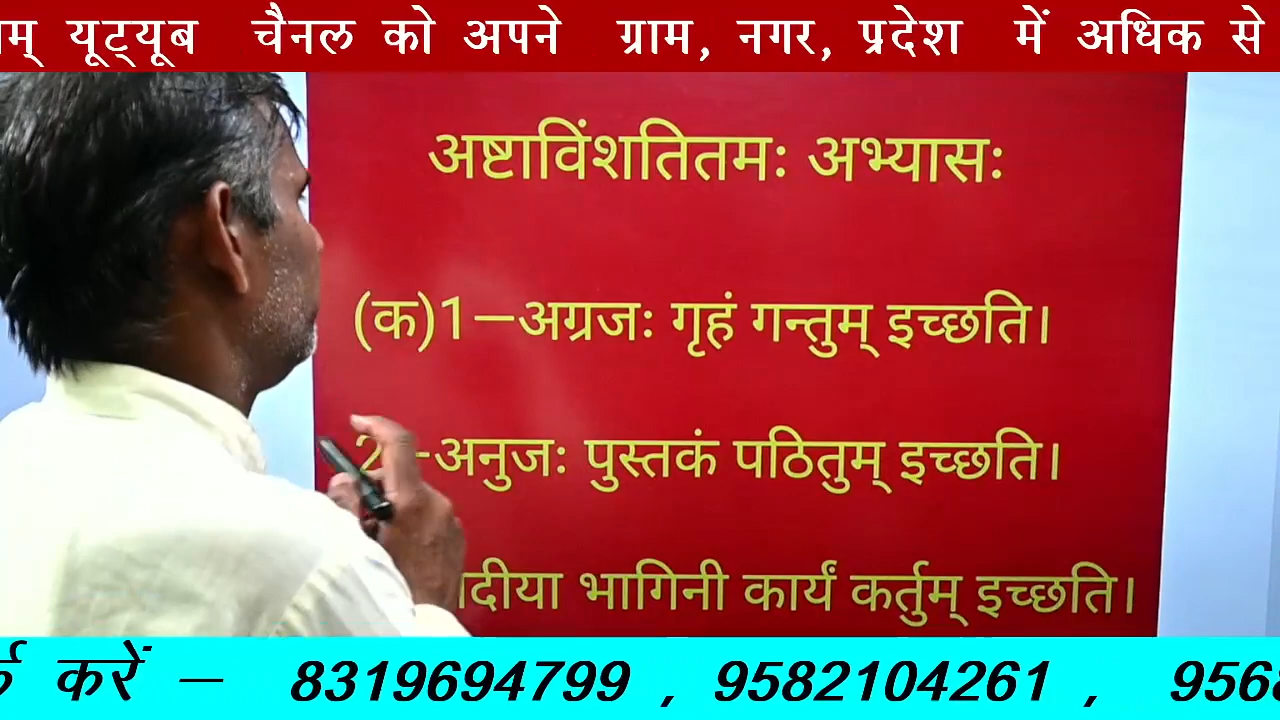 यूट्यूब चैनल को अपने ग्राम, नगर, प्रदेश में अधिक से
अष्टाविंशतितमः अभ्यासः
(क)1–अग्रजः गृहं गन्तुम् इच्छति।
2-अनुजः पुस्तकं पठितुम् इच्छति।
भागिनी कार्यं कर्तुम् इच्छति।
करें – 8319694799 , 9582104261 ,